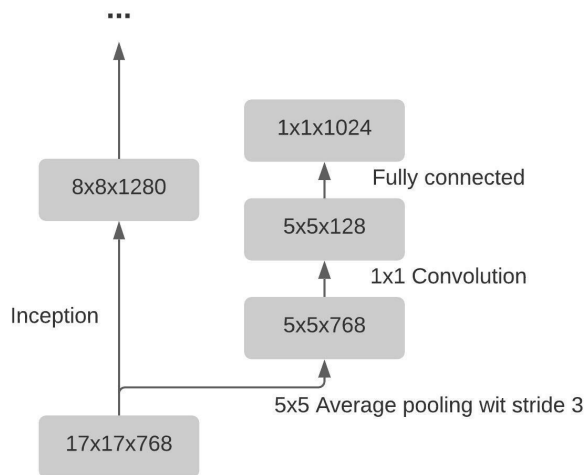 ...
1x1x1024
Fully connected
8x8x1280
5x5x128
1x1 Convolution
Inception
5x5x768
5x5 Average pooling wit stride 3
17x17x768